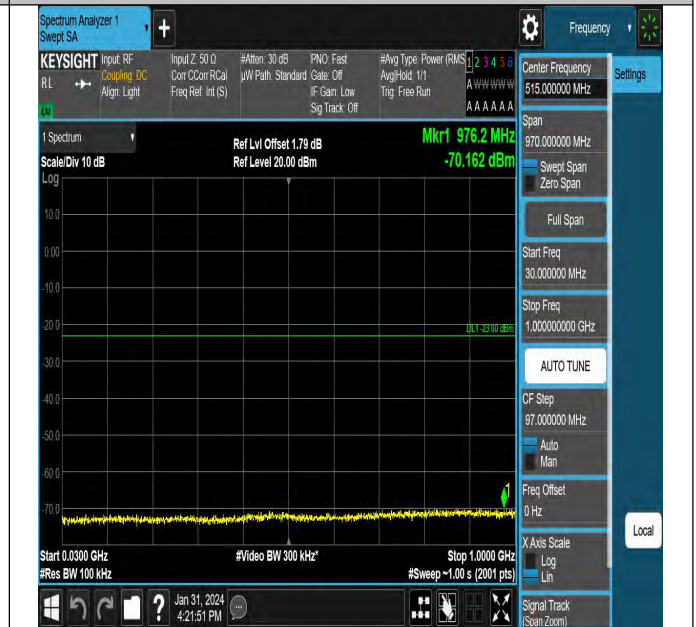 Spectrum Analyzer 1
Swept SA
+
Frequency
KEYSIGHT
RL
Input: RF
Coupling: DC
Align: Light
Input Z: 50 Ω
Corr CCorr RCal
Freq Ref: Int (S)
#Atten: 30 dB
µW Path: Standard
PNO: Fast
Gate: Off
IF Gain: Low
Sig Track: Off
#Avg Type: Power (RMS
Avg|Hold: 1/1
Trig: Free Run
1 2 3 4 5 6
A W W W W W
A A A A A A
1 Spectrum
Scale/Div 10 dB
Log
Ref Lvl Offset 1.79 dB
Ref Level 20.00 dBm
Mkr1 976.2 MHz
-70.162 dBm
10.0
0.00
-10.0
-20.0
-30.0
-40.0
-50.0
-60.0
-70.0
DL1 -23.00 dBm
1
Start 0.0300 GHz
#Res BW 100 kHz
#Video BW 300 kHz*
Stop 1.0000 GHz
#Sweep ~1.00 s (2001 pts)
Center Frequency
515.000000 MHz
Span
970.000000 MHz
Swept Span
Zero Span
Full Span
Start Freq
30.000000 MHz
Stop Freq
1.000000000 GHz
AUTO TUNE
CF Step
97.000000 MHz
Auto
Man
Freq Offset
0 Hz
X Axis Scale
Log
Lin
Signal Track
(Span Zoom)
Settings
Local
?
Jan 31, 2024
4:21:51 PM